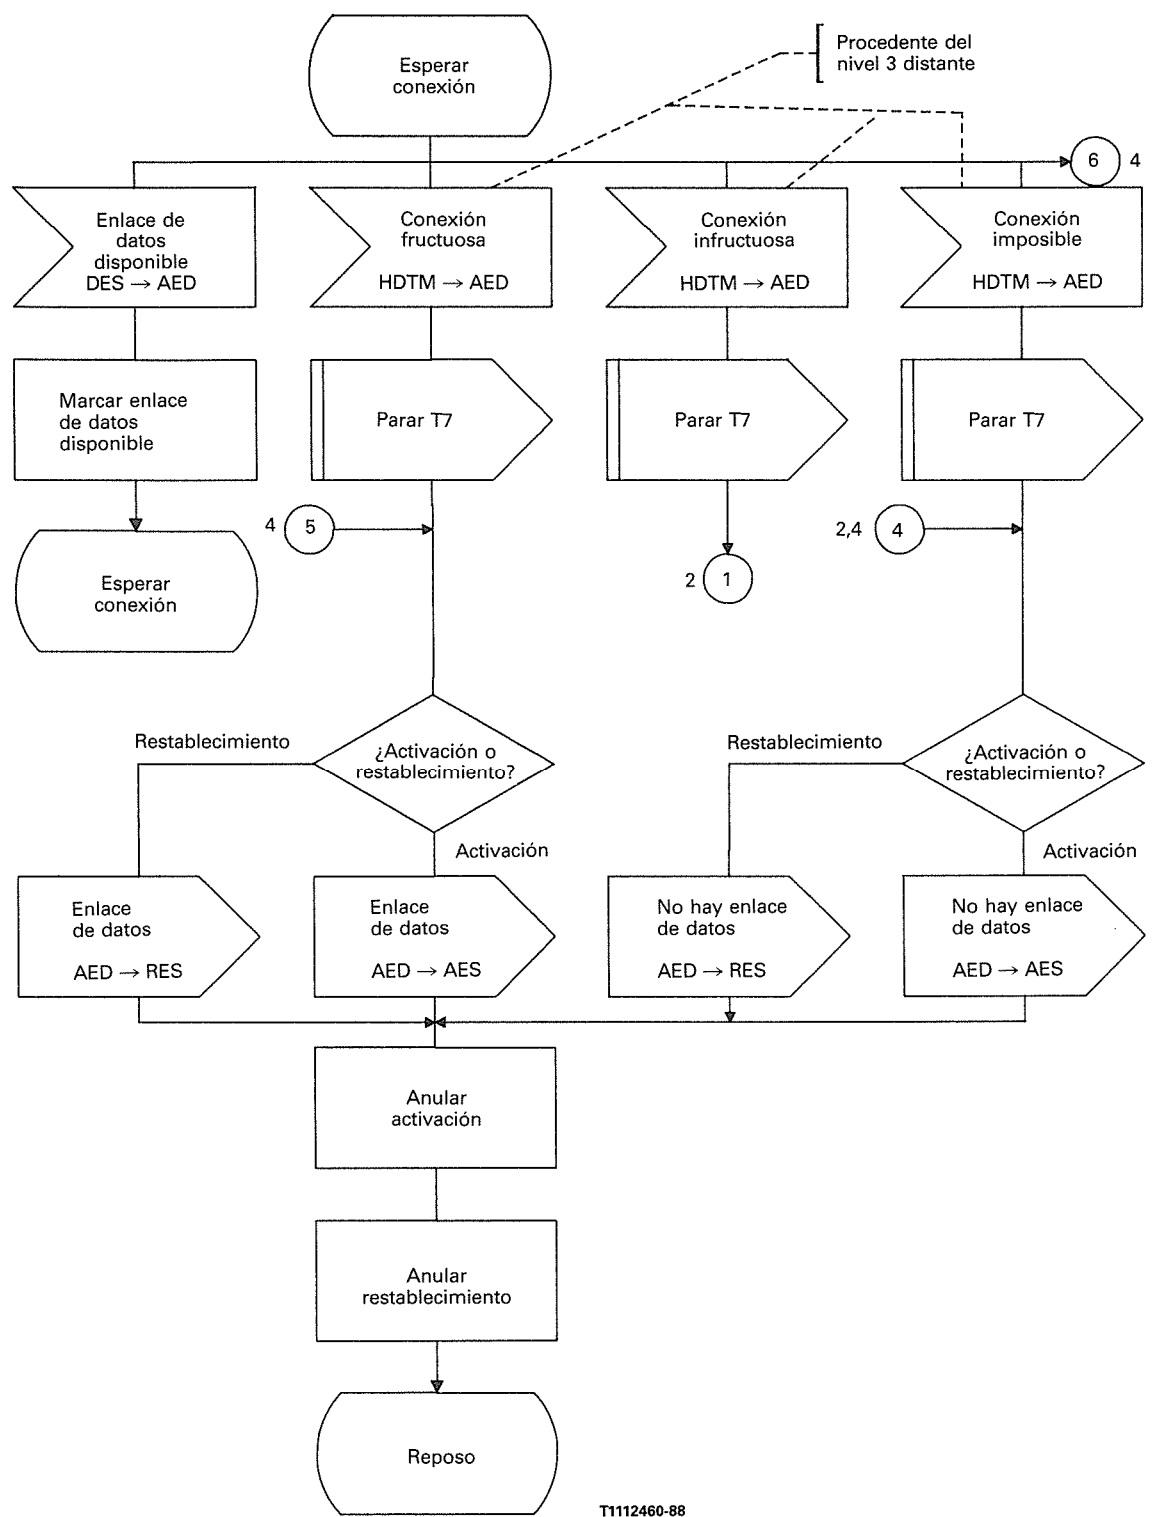 Esperar
conexión
Procedente del
nivel 3 distante
6
4
Enlace de
datos
disponible
DES → AED
Conexión
fructuosa
HDTM → AED
Conexión
infructuosa
HDTM → AED
Conexión
imposible
HDTM → AED
Marcar enlace
de datos
disponible
Parar T7
Parar T7
Parar T7
4
5
2,4
4
2
1
Esperar
conexión
Restablecimiento
¿Activación o
restablecimiento?
Activación
Restablecimiento
¿Activación o
restablecimiento?
Activación
Enlace
de datos
AED → RES
Enlace
de datos
AED → AES
No hay enlace
de datos
AED → RES
No hay enlace
de datos
AED → AES
Anular
activación
Anular
restablecimiento
Reposo
T1112460-88